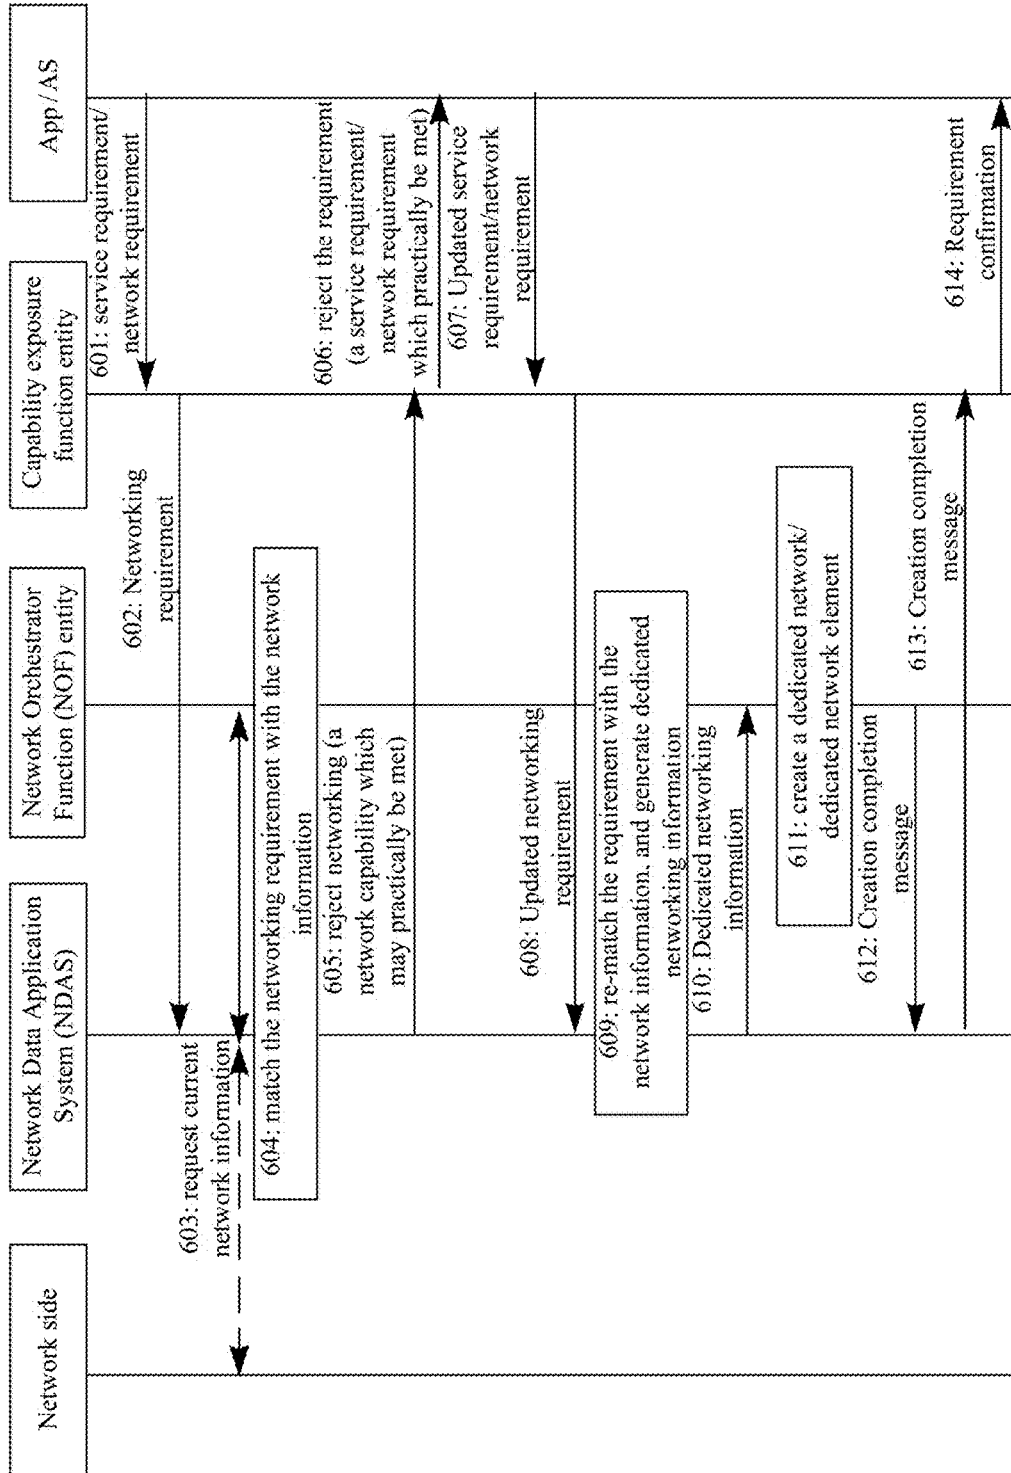 Network side
Network Data Application
System (NDAS)
Network Orchestrator
Function (NOF) entity
Capability exposure
function entity
App / AS
601: service requirement/
network requirement
602: Networking
requirement
603: request current
network information
604: match the networking requirement with the network
information
605: reject networking (a
network capability which
may practically be met)
606: reject the requirement
(a service requirement/
network requirement
which practically be met)
607: Updated service
requirement/network
requirement
608: Updated networking
requirement
609: re-match the requirement with the
network information, and generate dedicated
networking information
610: Dedicated networking
information
611: create a dedicated network/
dedicated network element
612: Creation completion
message
613: Creation completion
message
614: Requirement
confirmation